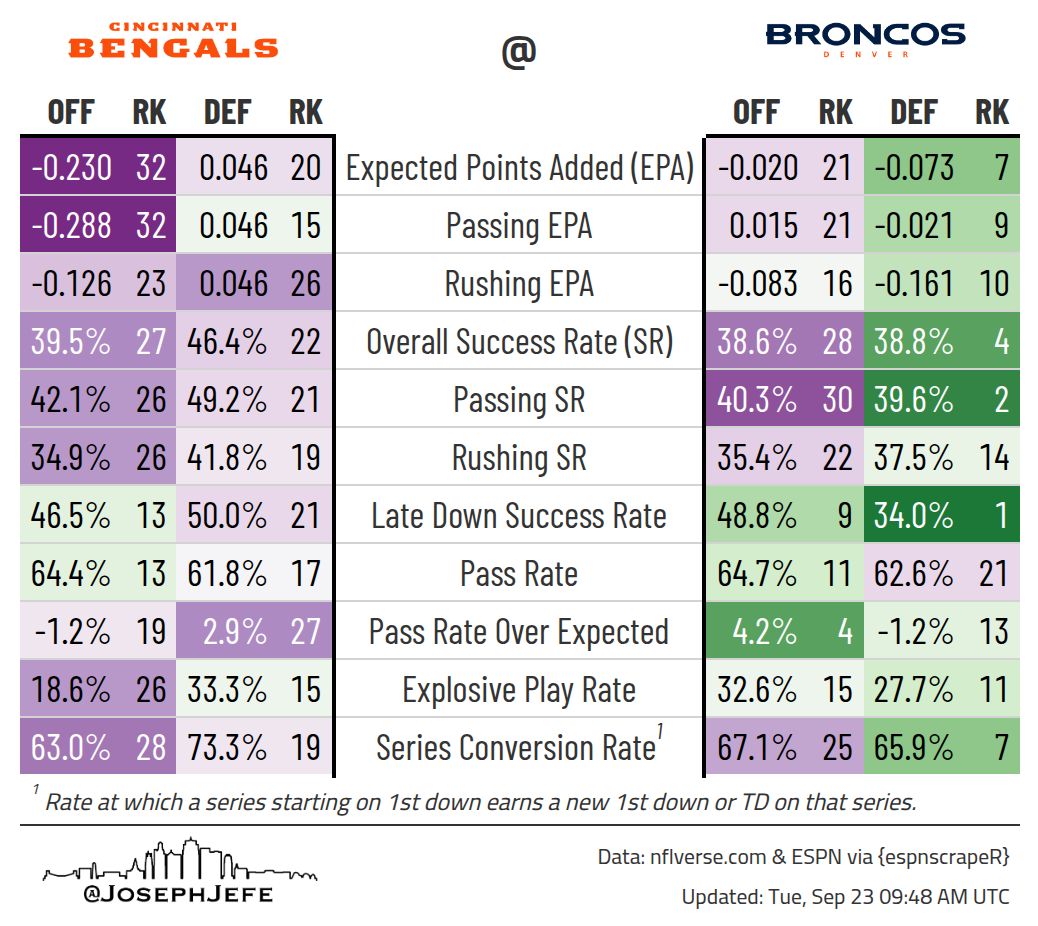 CINCINNATI
BENGALS
@
BRONCOS
DENVER
OFF RK DEF RK OFF RK DEF RK
-0.230 32 0.046 20 Expected Points Added (EPA) -0.020 21 -0.073 7
-0.288 32 0.046 15 Passing EPA 0.015 21 -0.021 9
-0.126 23 0.046 26 Rushing EPA -0.083 16 -0.161 10
39.5% 27 46.4% 22 Overall Success Rate (SR) 38.6% 28 38.8% 4
42.1% 26 49.2% 21 Passing SR 40.3% 30 39.6% 2
34.9% 26 41.8% 19 Rushing SR 35.4% 22 37.5% 14
46.5% 13 50.0% 21 Late Down Success Rate 48.8% 9 34.0% 1
64.4% 13 61.8% 17 Pass Rate 64.7% 11 62.6% 21
-1.2% 19 2.9% 27 Pass Rate Over Expected 4.2% 4 -1.2% 13
18.6% 26 33.3% 15 Explosive Play Rate 32.6% 15 27.7% 11
63.0% 28 73.3% 19 Series Conversion Rate¹ 67.1% 25 65.9% 7
¹ Rate at which a series starting on 1st down earns a new 1st down or TD on that series.
@JOSEPHJEFE
Data: nflverse.com & ESPN via {espnscrapeR}
Updated: Tue, Sep 23 09:48 AM UTC